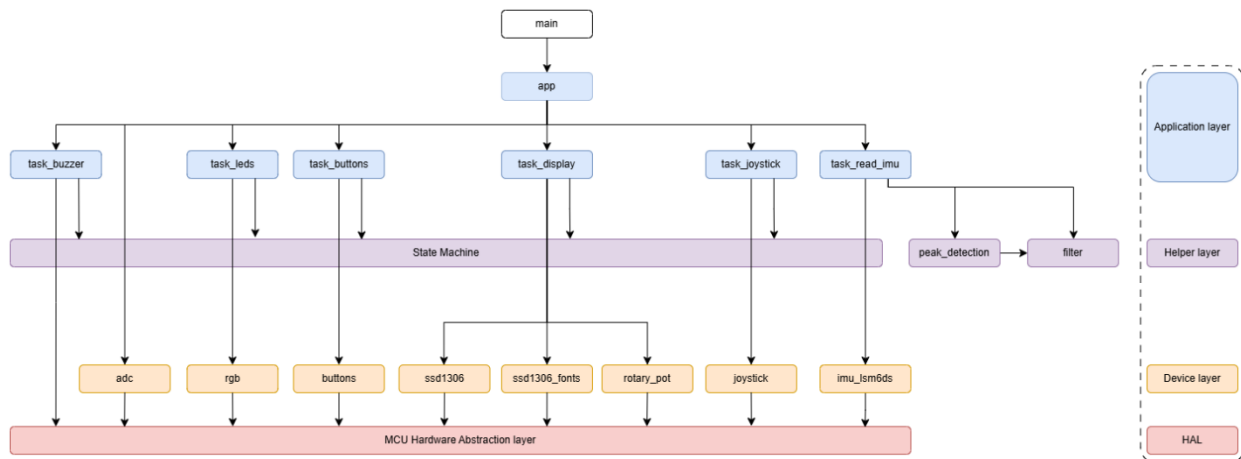 main
app
Application layer
task_buzzer
task_leds
task_buttons
task_display
task_joystick
task_read_imu
State Machine
peak_detection
filter
Helper layer
adc
rgb
buttons
ssd1306
ssd1306_fonts
rotary_pot
joystick
imu_lsm6ds
Device layer
MCU Hardware Abstraction layer
HAL